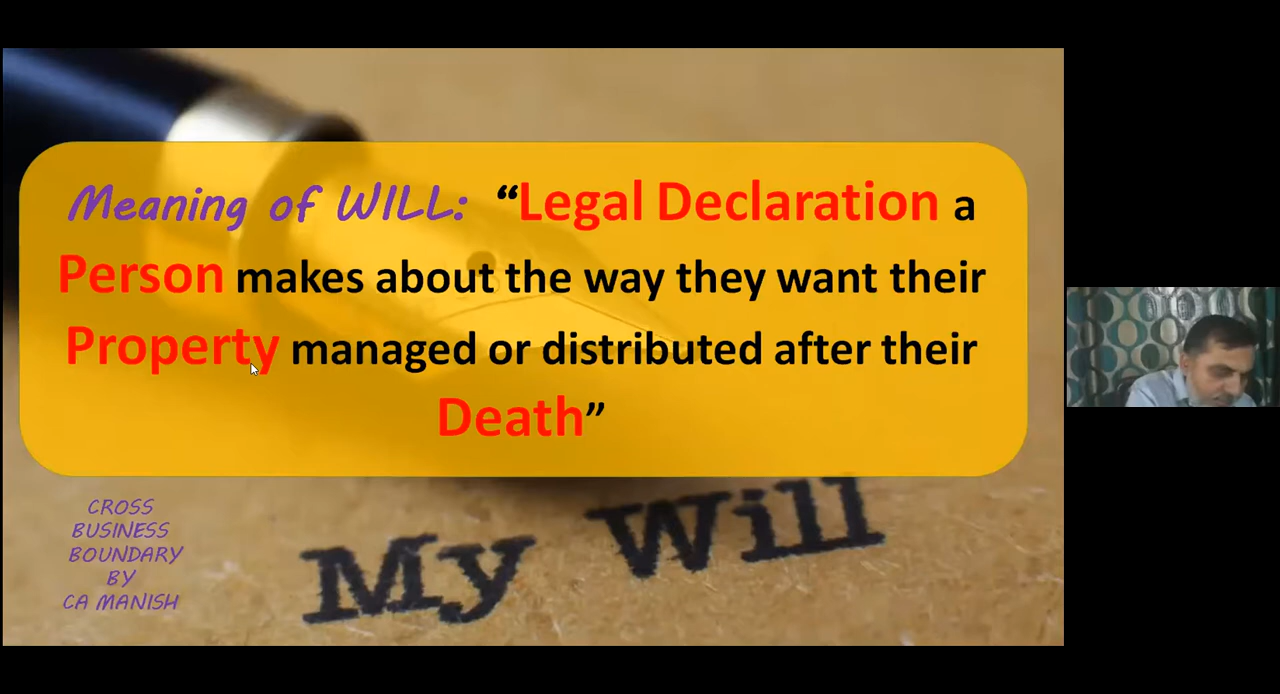 Meaning of WILL: “Legal Declaration a
Person makes about the way they want their
Property managed or distributed after their
Death”
CROSS
BUSINESS
BOUNDARY
BY
CA MANISH
My Will